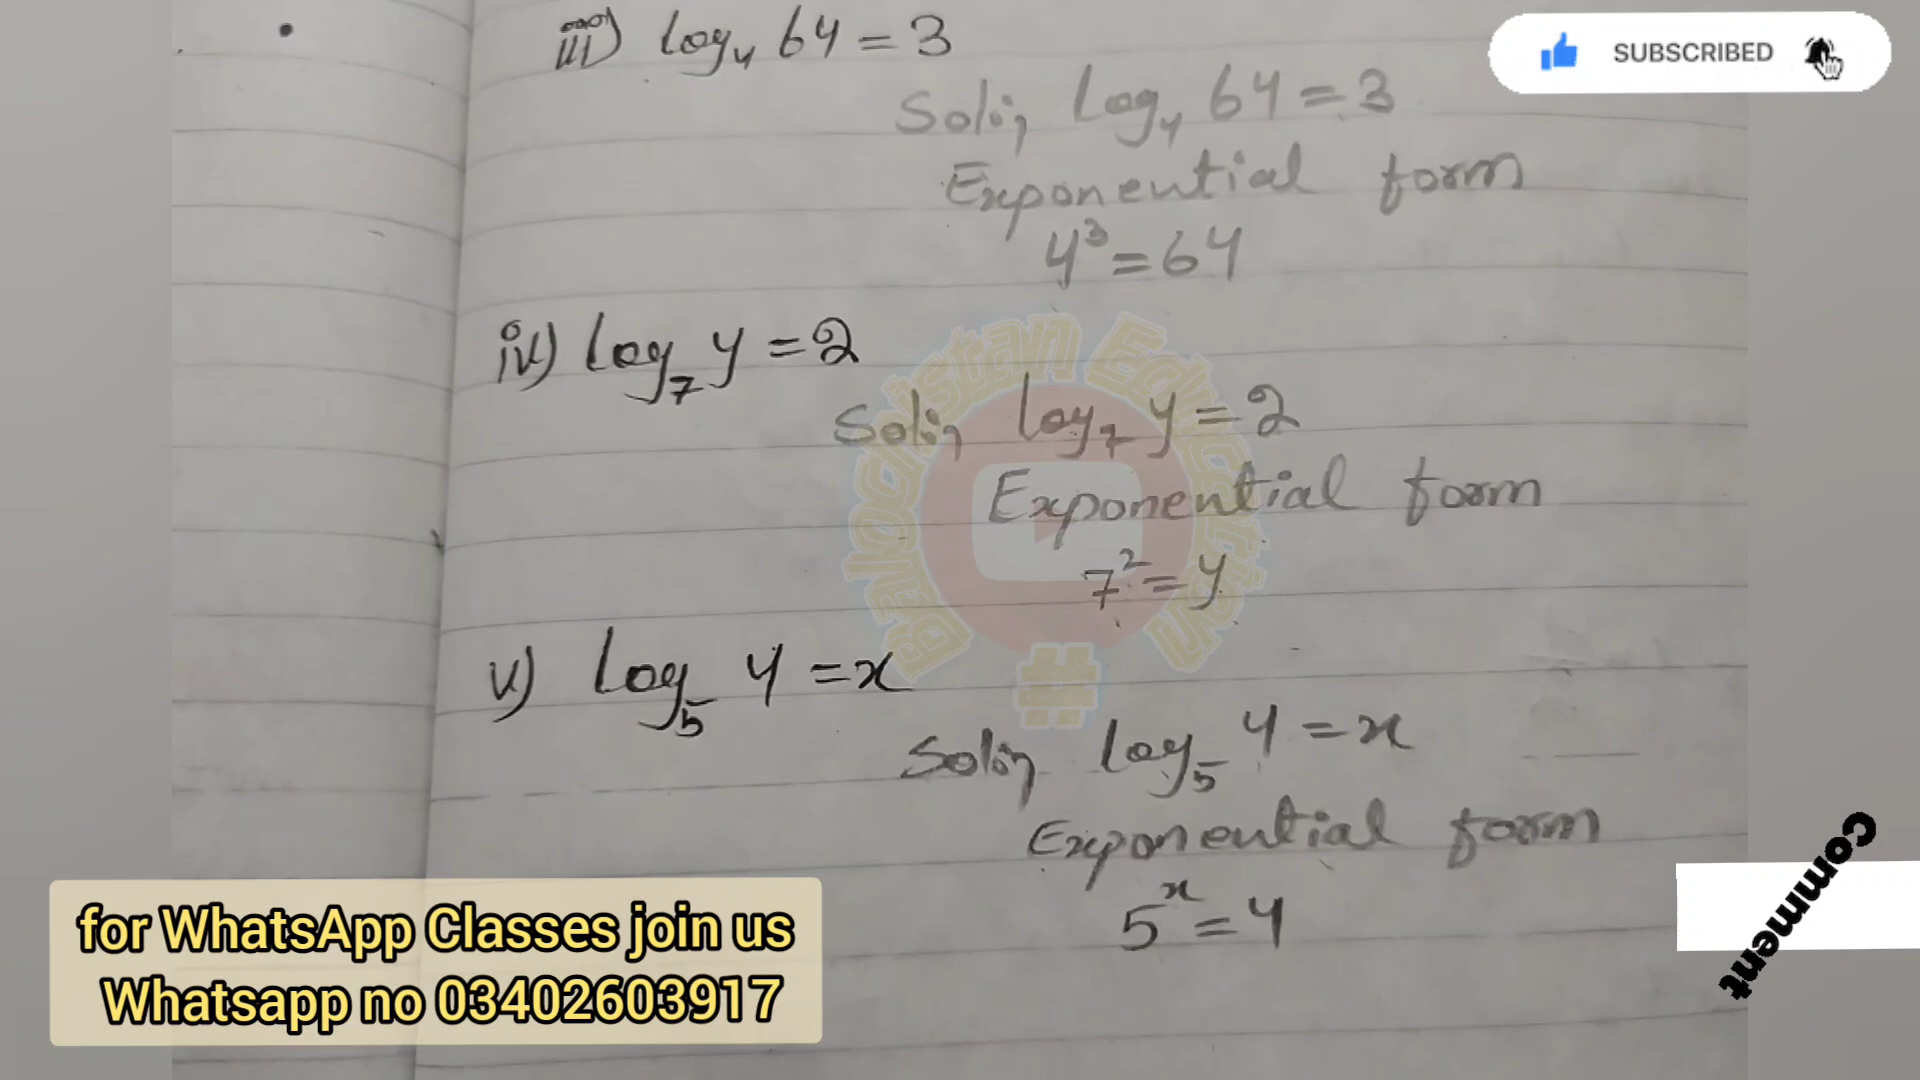 iii) log₄ 64 = 3
SUBSCRIBED
Sol:, log₄ 64 = 3
Exponential form
4³ = 64
iv) log₇ y = 2
Sol:, log₇ y = 2
Exponential form
7² = y
Balochistan Education
#
v) log₅ 4 = x
Sol:, log₅ 4 = x
Exponential form
5ˣ = 4
Comment
for WhatsApp Classes join us
Whatsapp no 03402603917